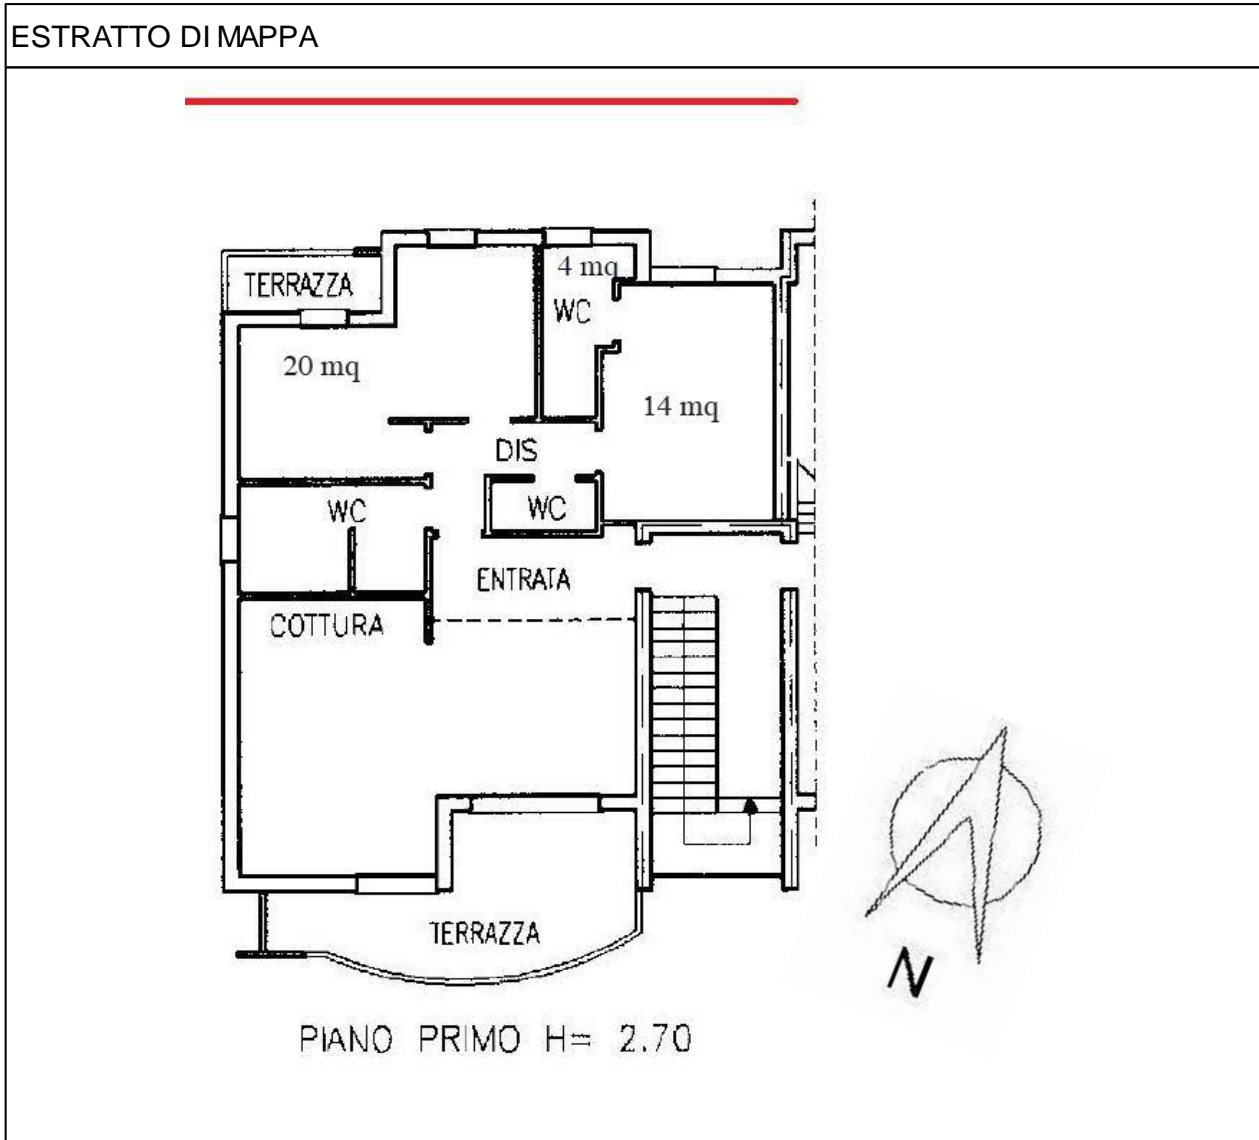 ESTRATTO DI MAPPA
4 mq
TERRAZZA
WC
20 mq
14 mq
DIS
WC
WC
ENTRATA
COTTURA
TERRAZZA
N
PIANO PRIMO H= 2.70